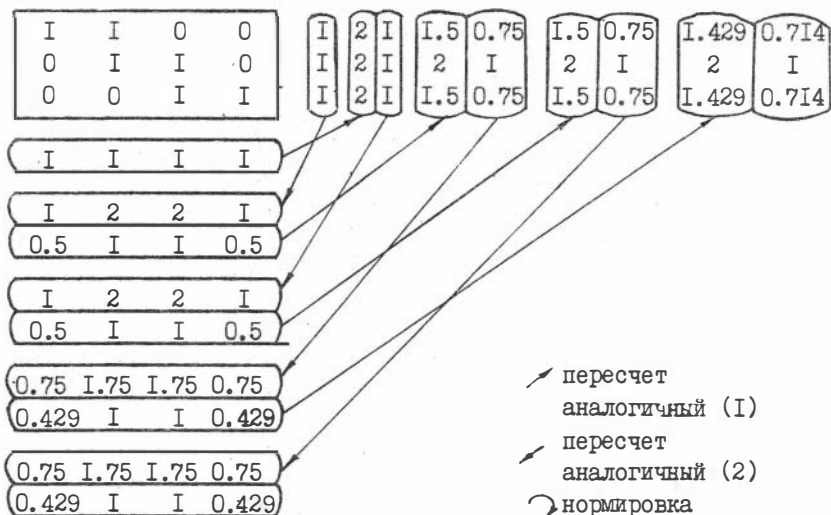 I I 0 0 I 2 I I.5 0.75 I.5 0.75 I.429 0.7I4
0 I I 0 I 2 I 2 I 2 I 2 I
0 0 I I I 2 I I.5 0.75 I.5 0.75 I.429 0.7I4
I I I I
I 2 2 I
0.5 I I 0.5
I 2 2 I
0.5 I I 0.5
0.75 I.75 I.75 0.75
0.429 I I 0.429
0.75 I.75 I.75 0.75
0.429 I I 0.429
пересчет
аналогичный (I)
пересчет
аналогичный (2)
нормировка